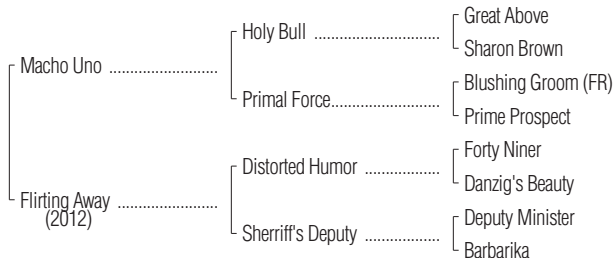 Great Above
Holy Bull ..............................
Sharon Brown
Macho Uno ..........................
Blushing Groom (FR)
Primal Force..........................
Prime Prospect
Forty Niner
Distorted Humor ..................
Danzig's Beauty
Flirting Away ........................
(2012)
Deputy Minister
Sherriff's Deputy ..................
Barbarika